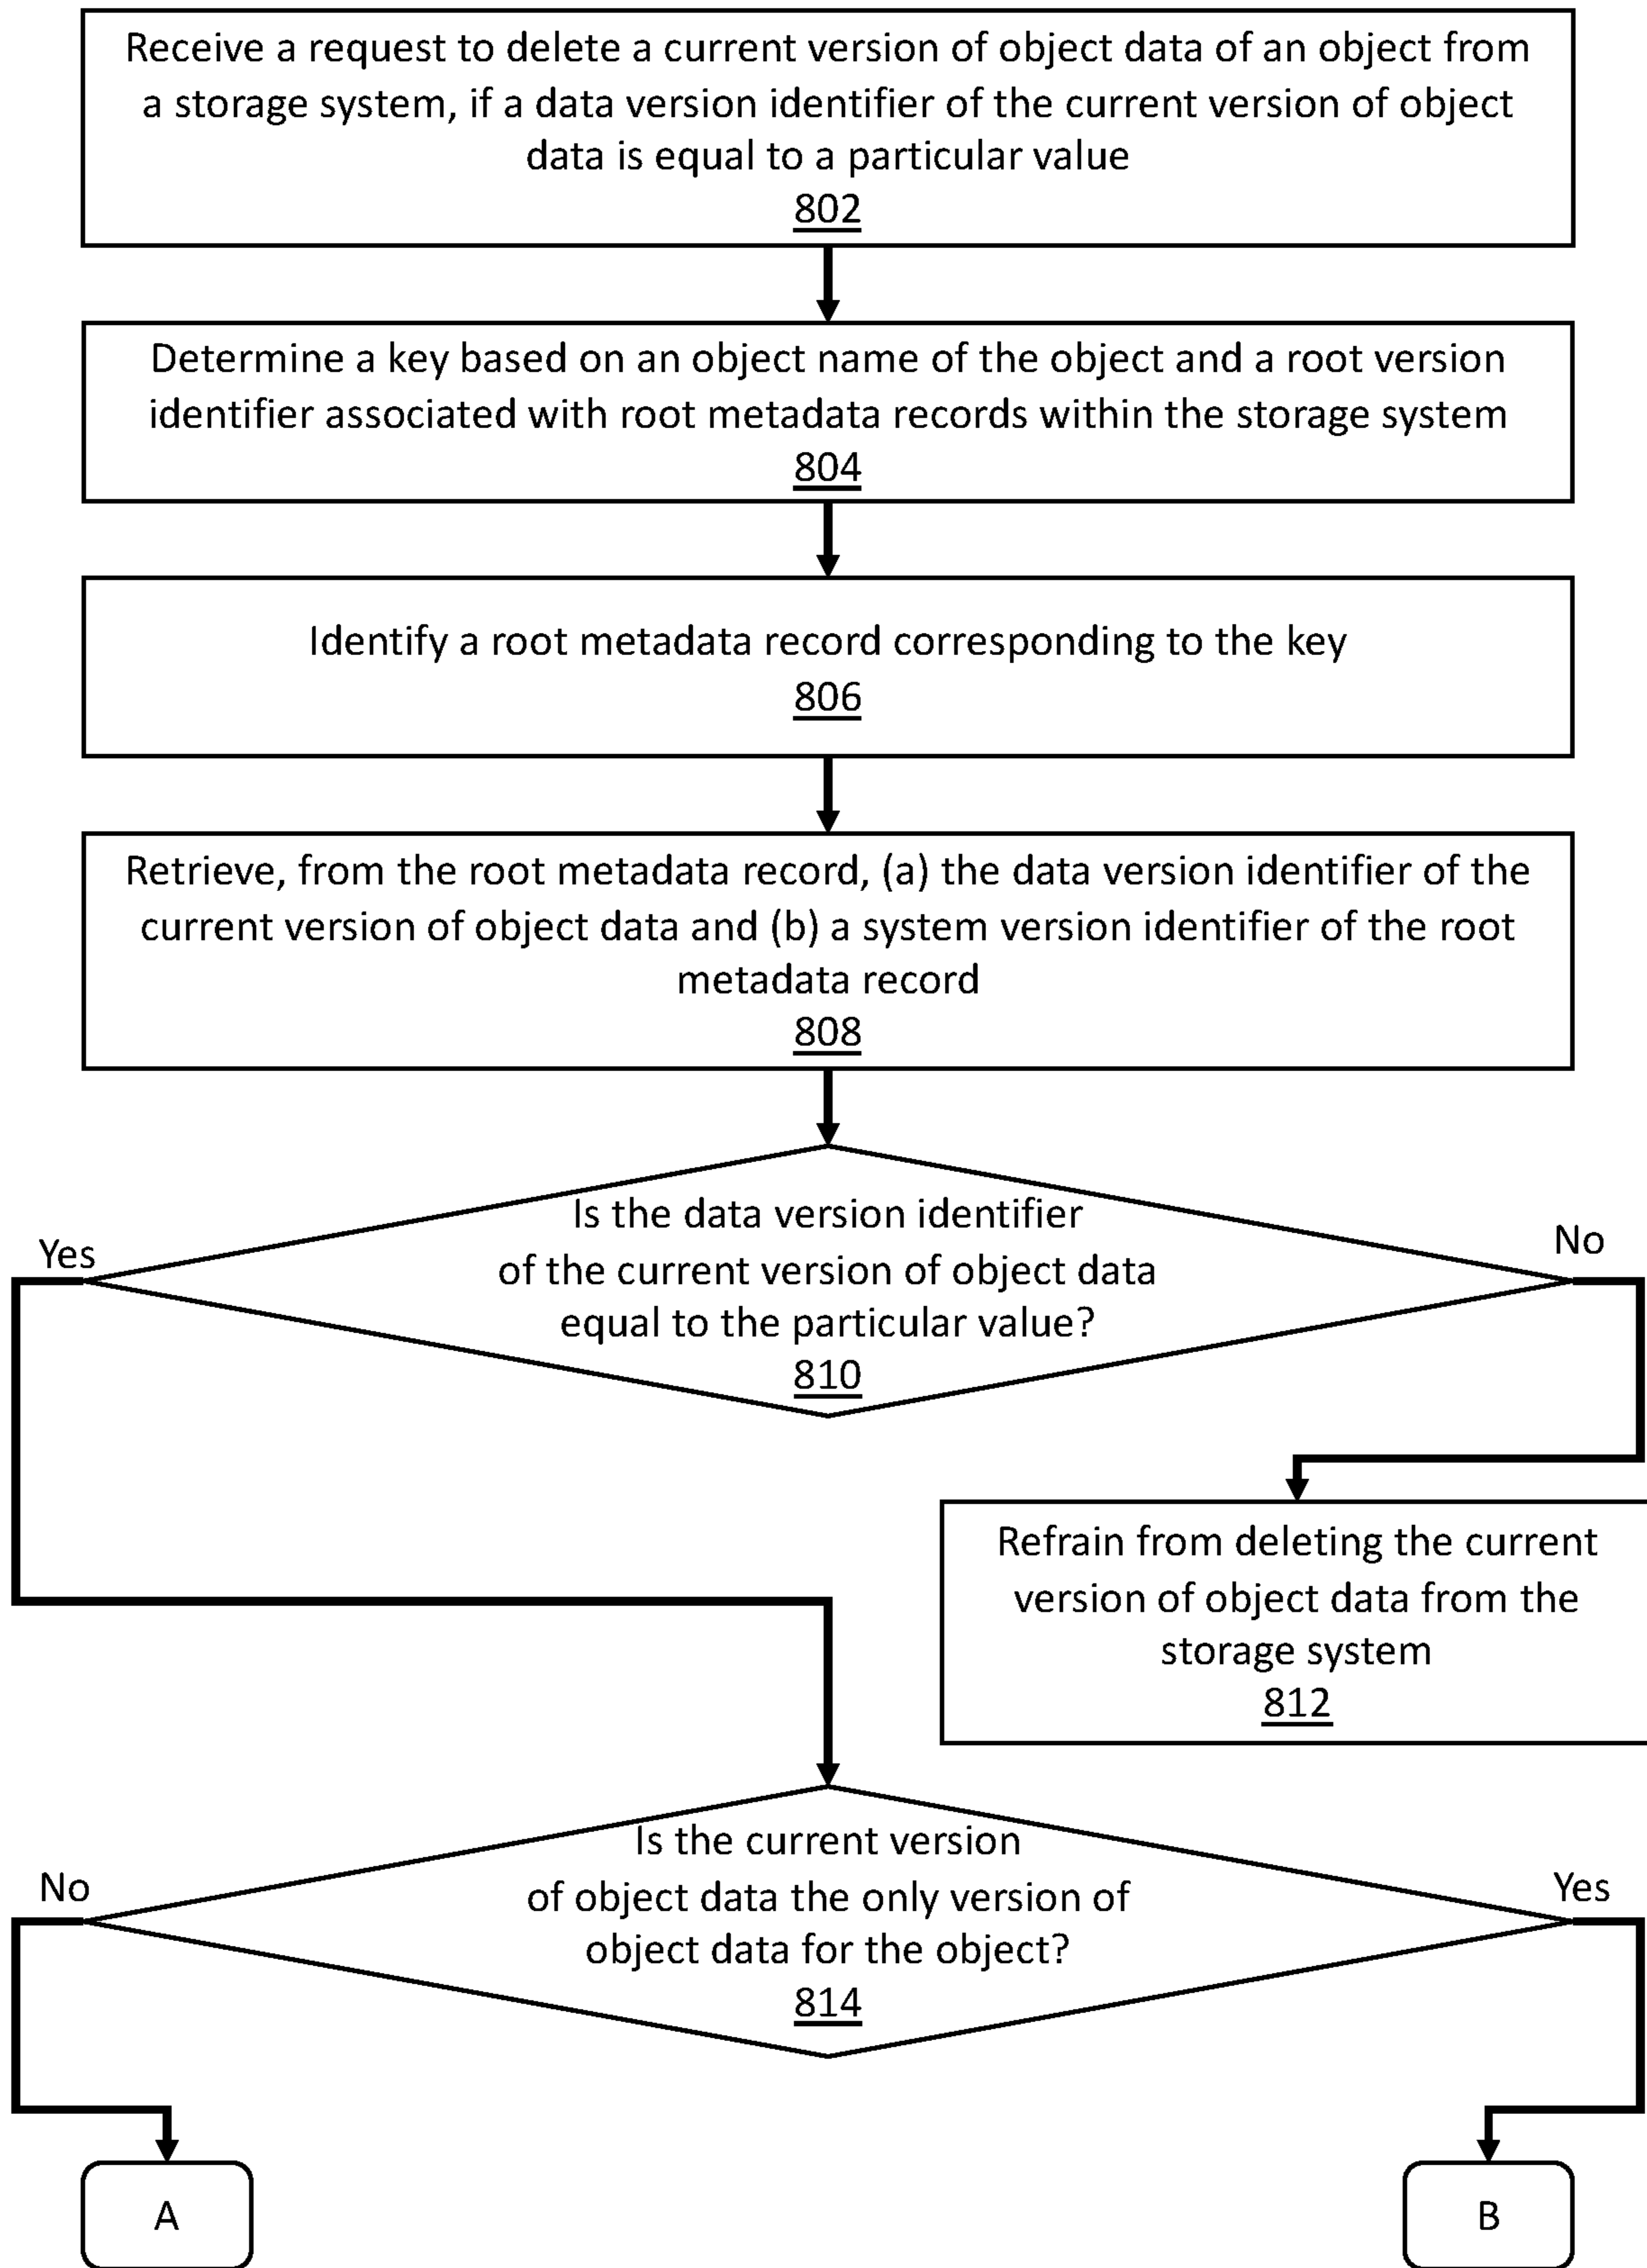 Receive a request to delete a current version of object data of an object from
a storage system, if a data version identifier of the current version of object
data is equal to a particular value
802
Determine a key based on an object name of the object and a root version
identifier associated with root metadata records within the storage system
804
Identify a root metadata record corresponding to the key
806
Retrieve, from the root metadata record, (a) the data version identifier of the
current version of object data and (b) a system version identifier of the root
metadata record
808
Is the data version identifier
of the current version of object data
equal to the particular value?
810
Yes
No
Refrain from deleting the current
version of object data from the
storage system
812
Is the current version
of object data the only version of
object data for the object?
814
No
Yes
A
B